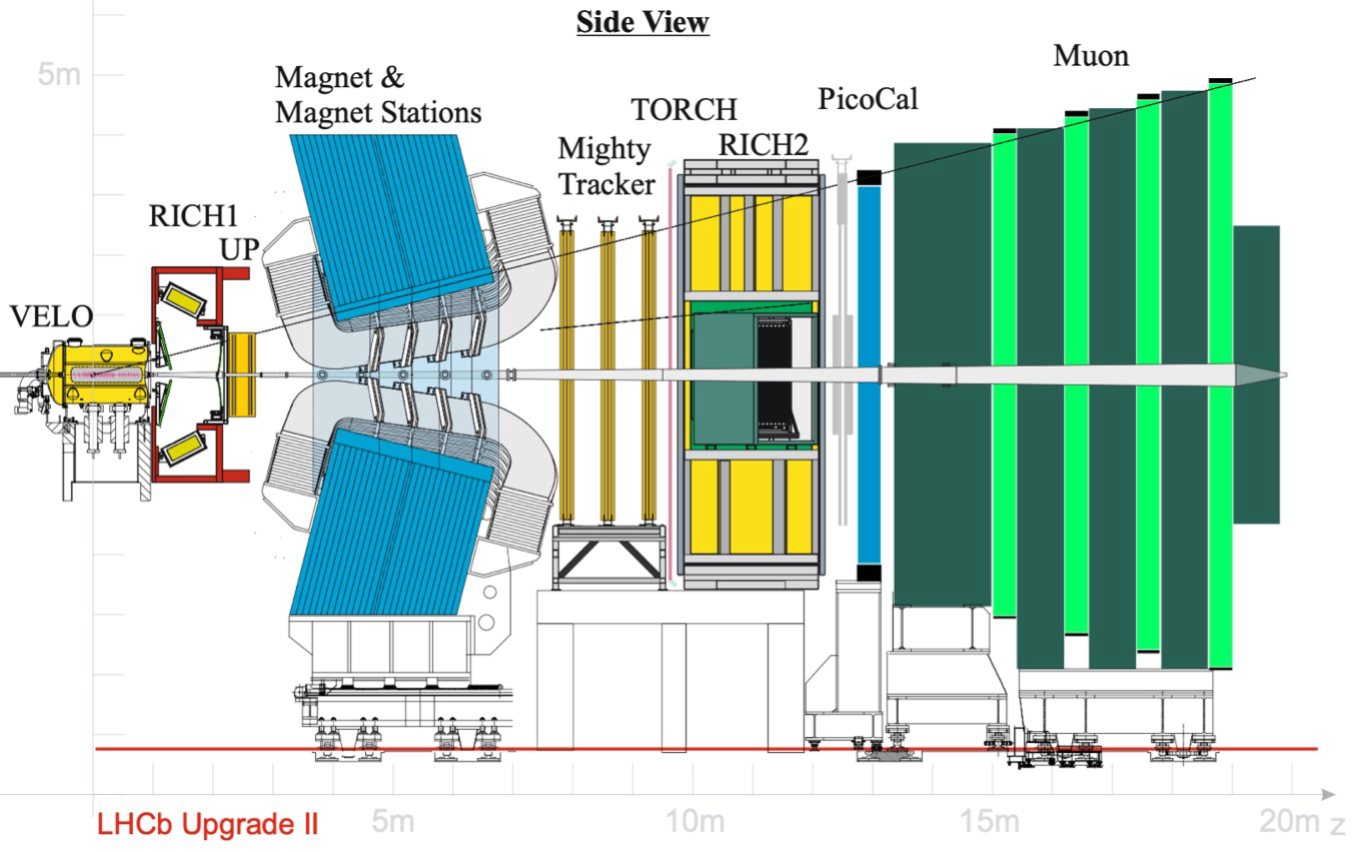 Side View
5m
Muon
Magnet &
Magnet Stations
PicoCal
TORCH
RICH2
Mighty
Tracker
RICH1
UP
VELO
LHCb Upgrade II
5m
10m
15m
20m
z